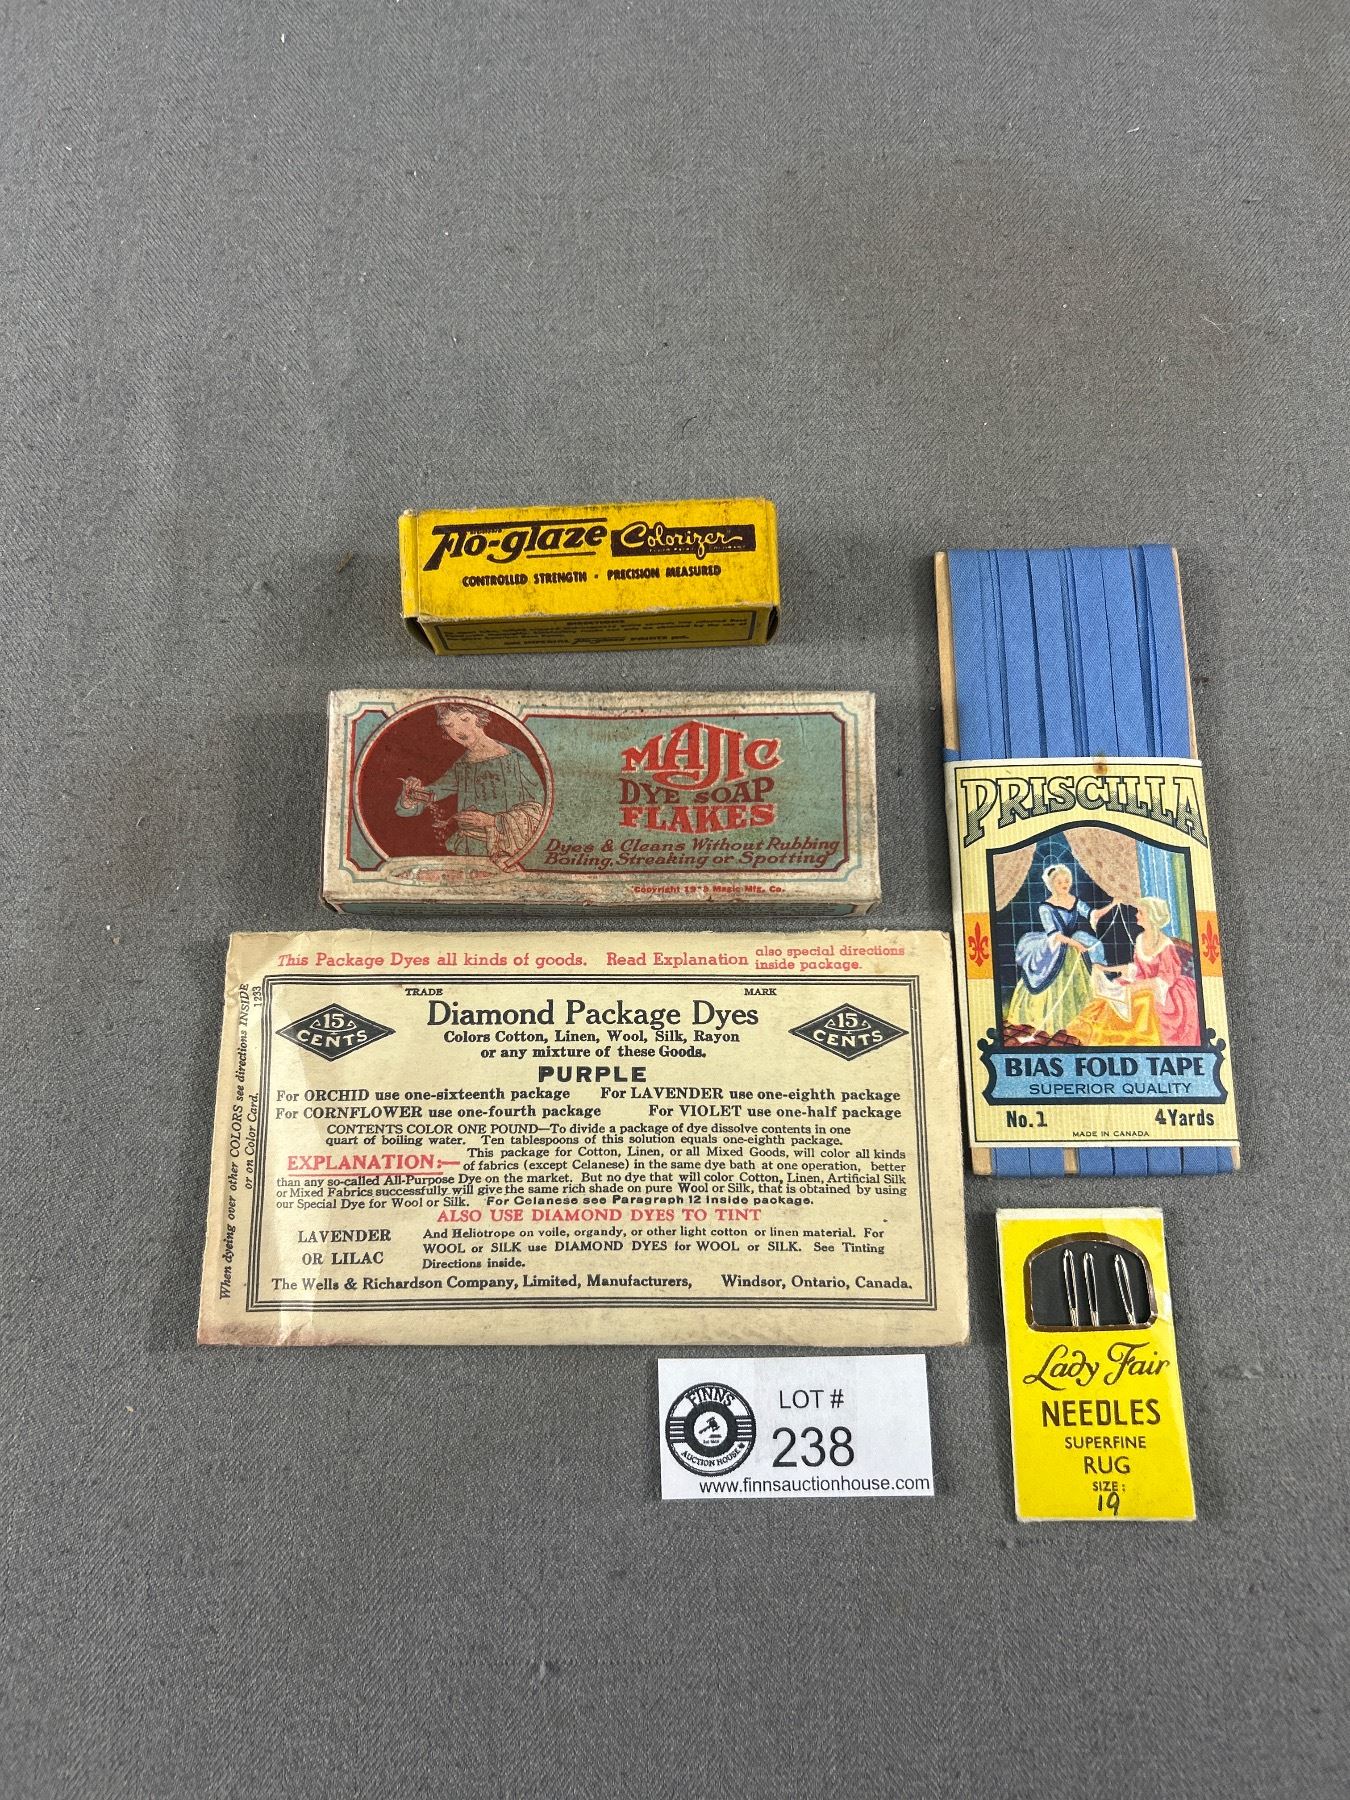 Flo-glaze Colorizer
CONTROLLED STRENGTH - PRECISION MEASURED
DIRECTIONS
MAJIC
DYE SOAP
FLAKES
Dyes & Cleans Without Rubbing
Boiling, Streaking or Spotting
Copyright Magic Mfg. Co.
This Package Dyes all kinds of goods. Read Explanation also special directions
inside package.
TRADE MARK
15 CENTS
Diamond Package Dyes
15 CENTS
Colors Cotton, Linen, Wool, Silk, Rayon
or any mixture of these Goods.
PURPLE
For ORCHID use one-sixteenth package For LAVENDER use one-eighth package
For CORNFLOWER use one-fourth package For VIOLET use one-half package
CONTENTS COLOR ONE POUND—To divide a package of dye dissolve contents in one
quart of boiling water. Ten tablespoons of this solution equals one-eighth package.
EXPLANATION:— This package for Cotton, Linen, or all Mixed Goods, will color all kinds
of fabrics (except Celanese) in the same dye bath at one operation, better
than any so-called All-Purpose Dye on the market. But no dye that will color Cotton, Linen, Artificial Silk
or Mixed Fabrics successfully will give the same rich shade on pure Wool or Silk, that is obtained by using
our Special Dye for Wool or Silk. For Celanese see Paragraph 12 inside package.
ALSO USE DIAMOND DYES TO TINT
LAVENDER
OR LILAC
And Heliotrope on voile, organdy, or other light cotton or linen material. For
WOOL or SILK use DIAMOND DYES for WOOL or SILK. See Tinting
Directions inside.
The Wells & Richardson Company, Limited, Manufacturers, Windsor, Ontario, Canada.
When dyeing over other COLORS see directions INSIDE
or on Color Card.
1233
PRISCILLA
BIAS FOLD TAPE
SUPERIOR QUALITY
No. 1 4 Yards
MADE IN CANADA
Lady Fair
NEEDLES
SUPERFINE
RUG
SIZE:
19
FINNS
AUCTION HOUSE
LOT #
238
www.finnsauctionhouse.com